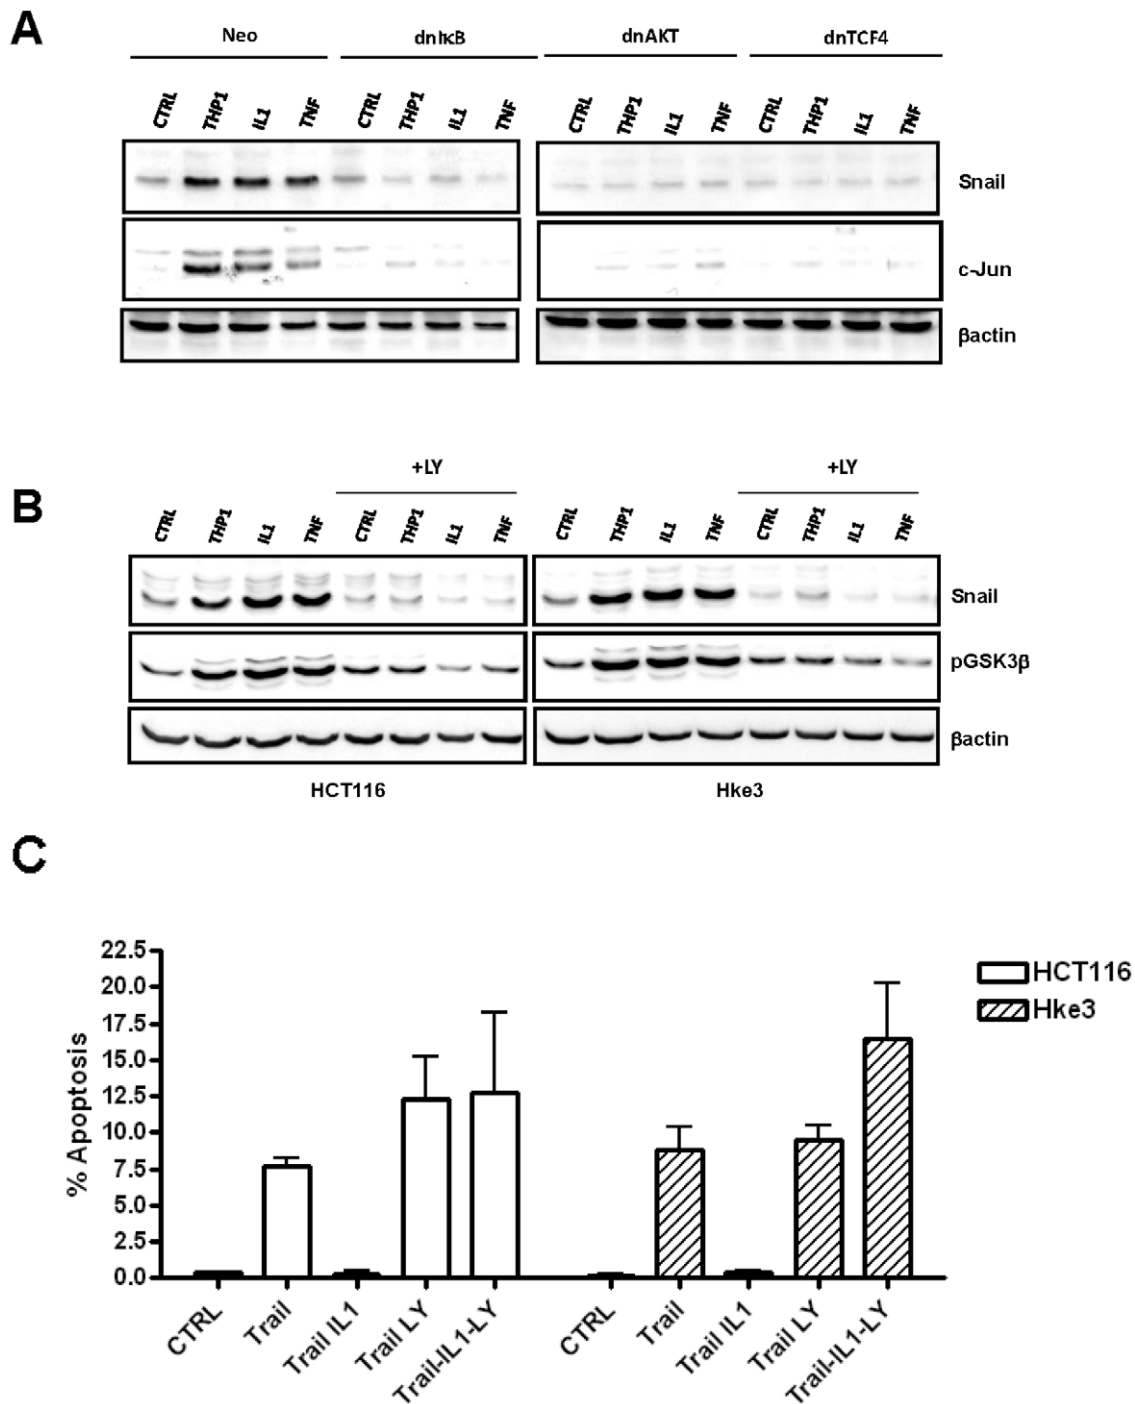 A
Neo dnIκB dnAKT dnTCF4
CTRL THP1 IL1 TNF CTRL THP1 IL1 TNF CTRL THP1 IL1 TNF CTRL THP1 IL1 TNF
Snail
c-Jun
βactin
+LY +LY
B
CTRL THP1 IL1 TNF CTRL THP1 IL1 TNF CTRL THP1 IL1 TNF CTRL THP1 IL1 TNF
Snail
pGSK3β
βactin
HCT116 Hke3
C
% Apoptosis
22.5
20.0
17.5
15.0
12.5
10.0
7.5
5.0
2.5
0.0
HCT116
Hke3
CTRL Trail Trail IL1 Trail LY Trail-IL1-LY CTRL Trail Trail IL1 Trail LY Trail-IL1-LY